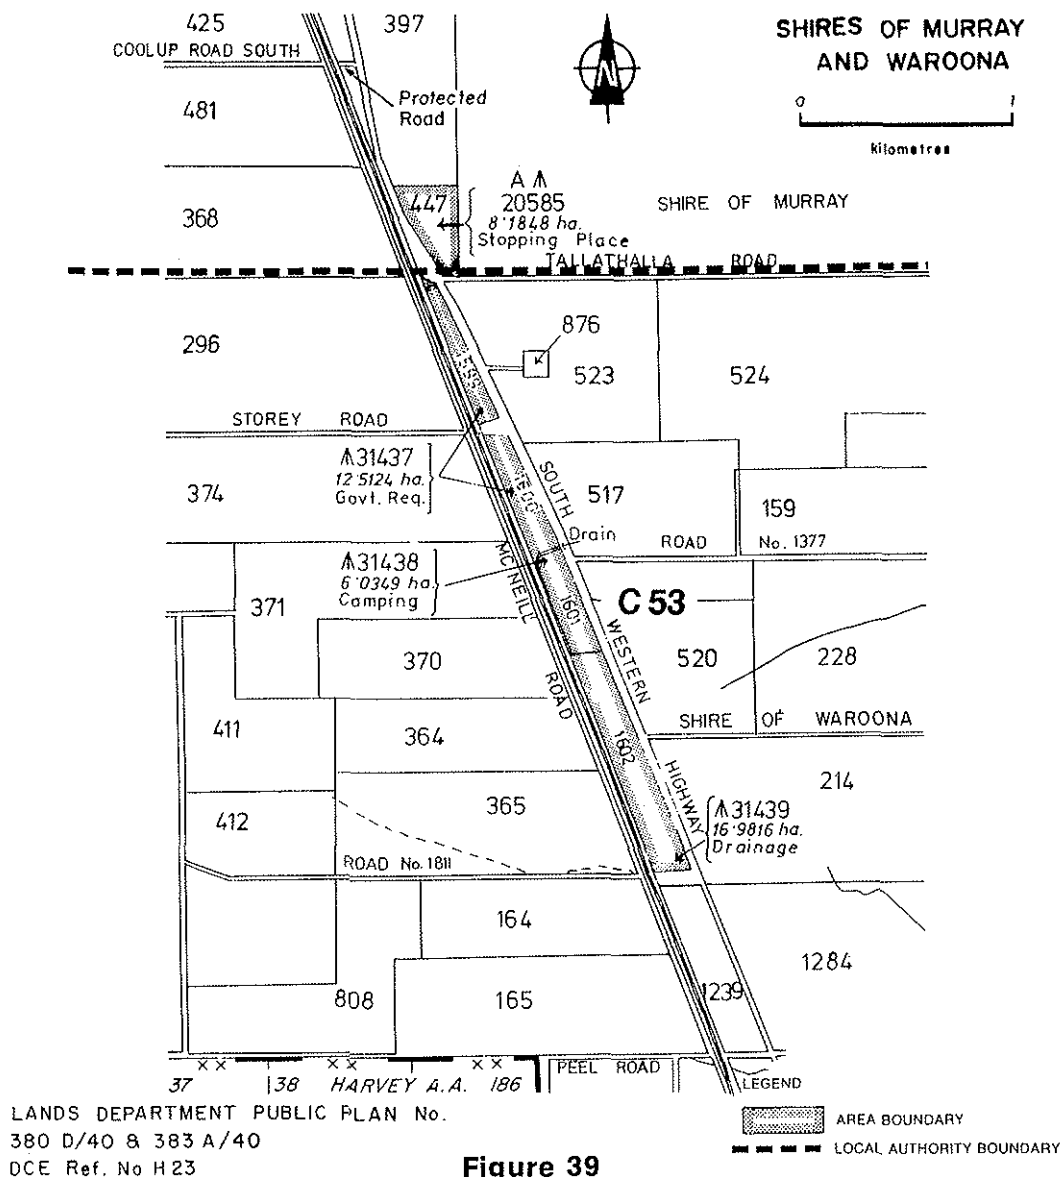 425
397
SHIRES OF MURRAY
AND WAROONA
COOLUP ROAD SOUTH
0 1
kilometres
481
Protected
Road
N
A
447
20585
8·1848 ha.
Stopping Place
SHIRE OF MURRAY
368
TALLATHALLA ROAD
296
876
523
524
1599
STOREY ROAD
31437
12·5124 ha.
Govt. Req.
374
1600
SOUTH
517
159
Drain
ROAD No. 1377
31438
6·0349 ha.
Camping
MC NEILL
371
1601
C 53
370
WESTERN
520
228
ROAD
411
364
1602
SHIRE OF WAROONA
HIGHWAY
214
412
365
31439
16·9816 ha.
Drainage
ROAD No. 1811
164
1284
808
165
1239
PEEL ROAD
37 38 HARVEY A.A. 186
LEGEND
LANDS DEPARTMENT PUBLIC PLAN No.
380 D/40 & 383 A/40
DCE Ref. No H23
Figure 39
AREA BOUNDARY
LOCAL AUTHORITY BOUNDARY